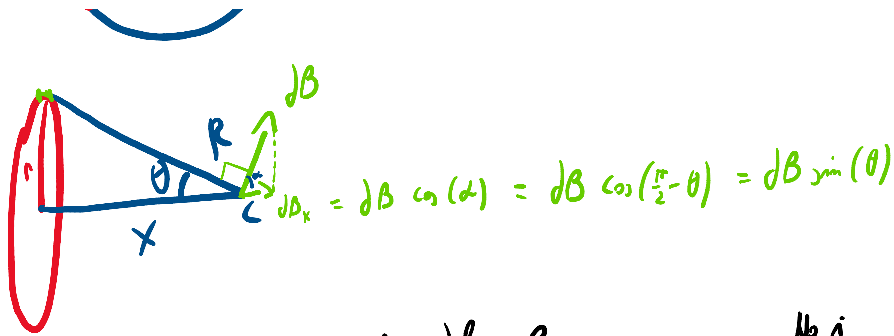 dB
R
r
θ
α
C
x
dBₓ = dB cos(α) = dB cos(π/2 - θ) = dB sin(θ)